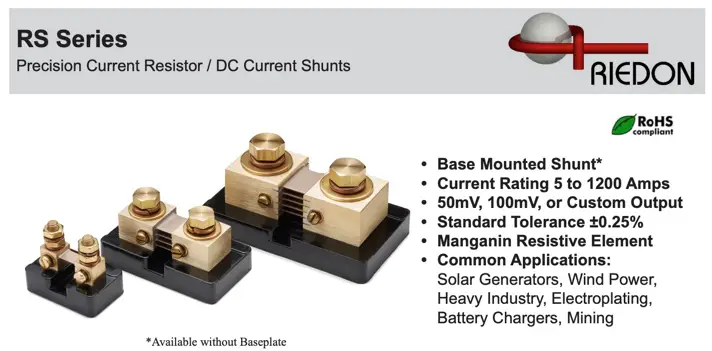 RS Series
Precision Current Resistor / DC Current Shunts
RIEDON
RoHS
compliant
• Base Mounted Shunt*
• Current Rating 5 to 1200 Amps
• 50mV, 100mV, or Custom Output
• Standard Tolerance ±0.25%
• Manganin Resistive Element
• Common Applications:
Solar Generators, Wind Power,
Heavy Industry, Electroplating,
Battery Chargers, Mining
*Available without Baseplate